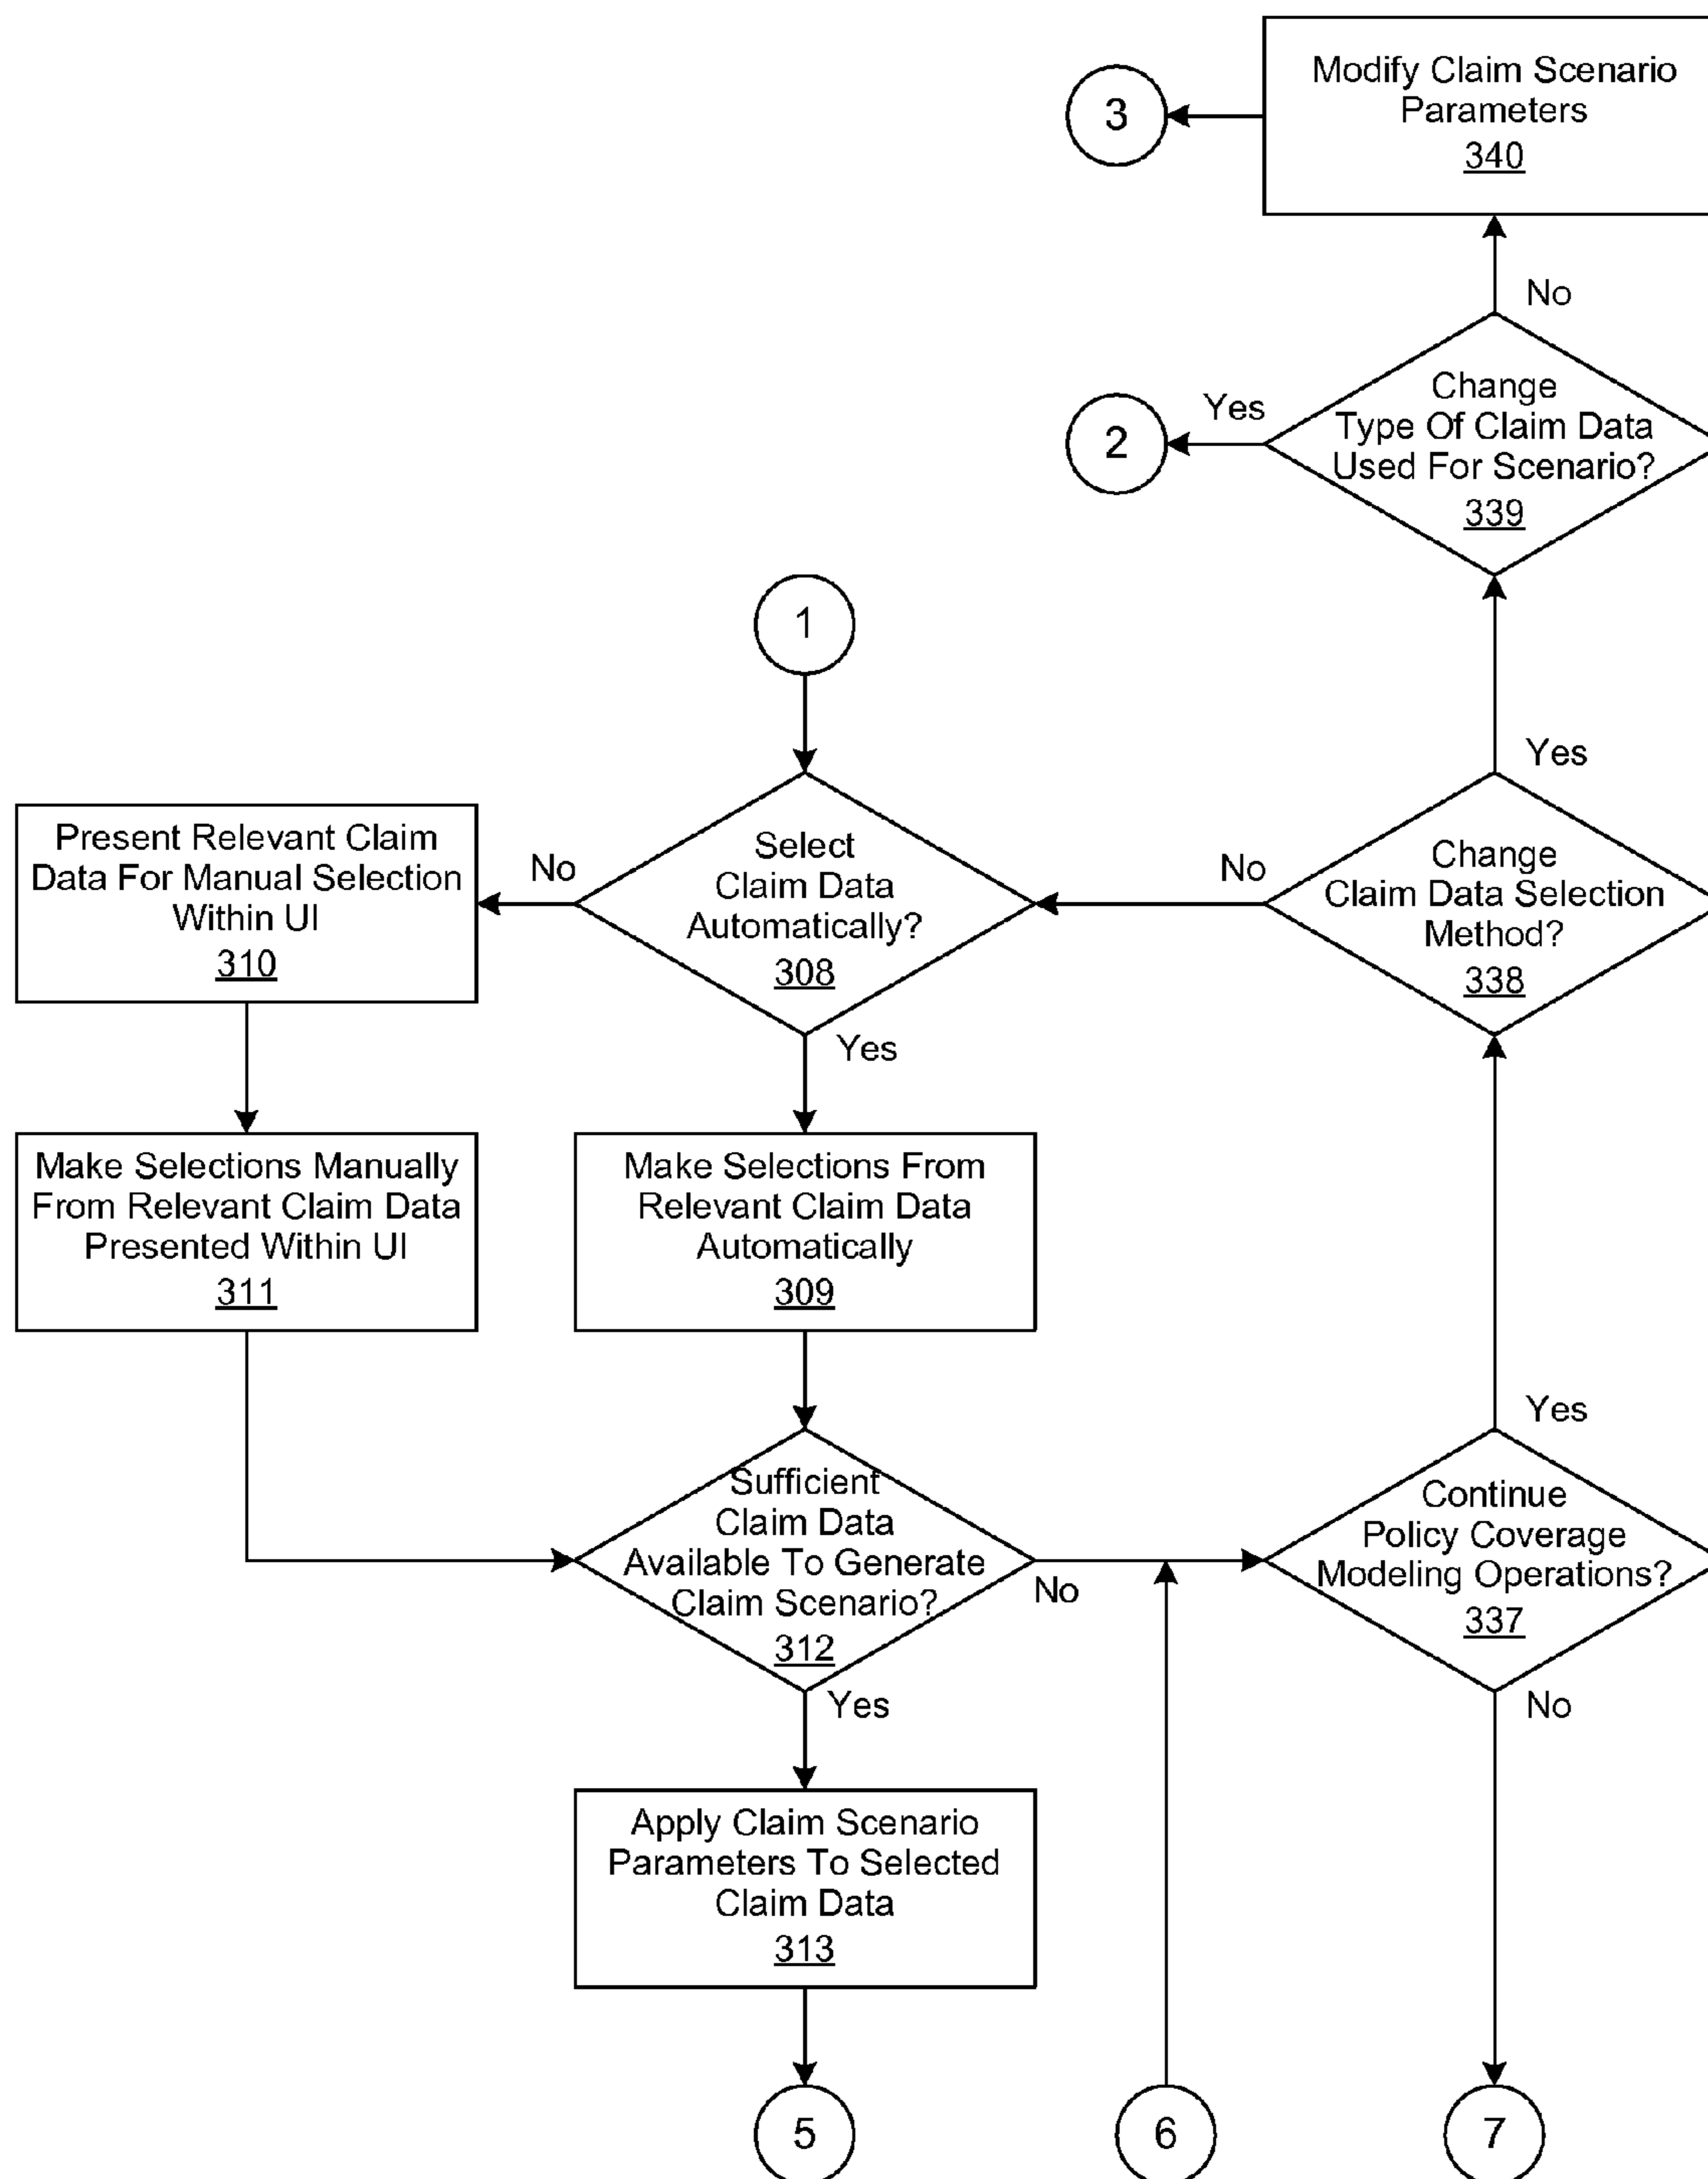 Modify Claim Scenario
Parameters
340
3
No
Change
Type Of Claim Data
Used For Scenario?
339
Yes
2
1
Yes
Present Relevant Claim
Data For Manual Selection
Within UI
310
No
Select
Claim Data
Automatically?
308
No
Change
Claim Data Selection
Method?
338
Yes
Make Selections Manually
From Relevant Claim Data
Presented Within UI
311
Make Selections From
Relevant Claim Data
Automatically
309
Yes
Sufficient
Claim Data
Available To Generate
Claim Scenario?
312
No
Continue
Policy Coverage
Modeling Operations?
337
Yes
No
Apply Claim Scenario
Parameters To Selected
Claim Data
313
5
6
7